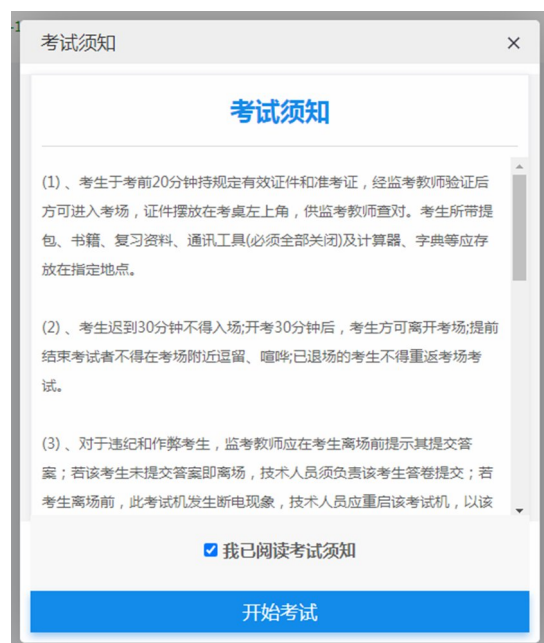 -1
考试须知
×
考试须知
(1) 、考生于考前20分钟持规定有效证件和准考证，经监考教师验证后
方可进入考场，证件摆放在考桌左上角，供监考教师查对。考生所带提
包、书籍、复习资料、通讯工具(必须全部关闭)及计算器、字典等应存
放在指定地点。
(2) 、考生迟到30分钟不得入场;开考30分钟后，考生方可离开考场;提前
结束考试者不得在考场附近逗留、喧哗;已退场的考生不得重返考场考
试。
(3) 、对于违纪和作弊考生，监考教师应在考生离场前提示其提交答
案；若该考生未提交答案即离场，技术人员须负责该考生答卷提交；若
考生离场前，此考试机发生断电现象，技术人员应重启该考试机，以该
我已阅读考试须知
开始考试